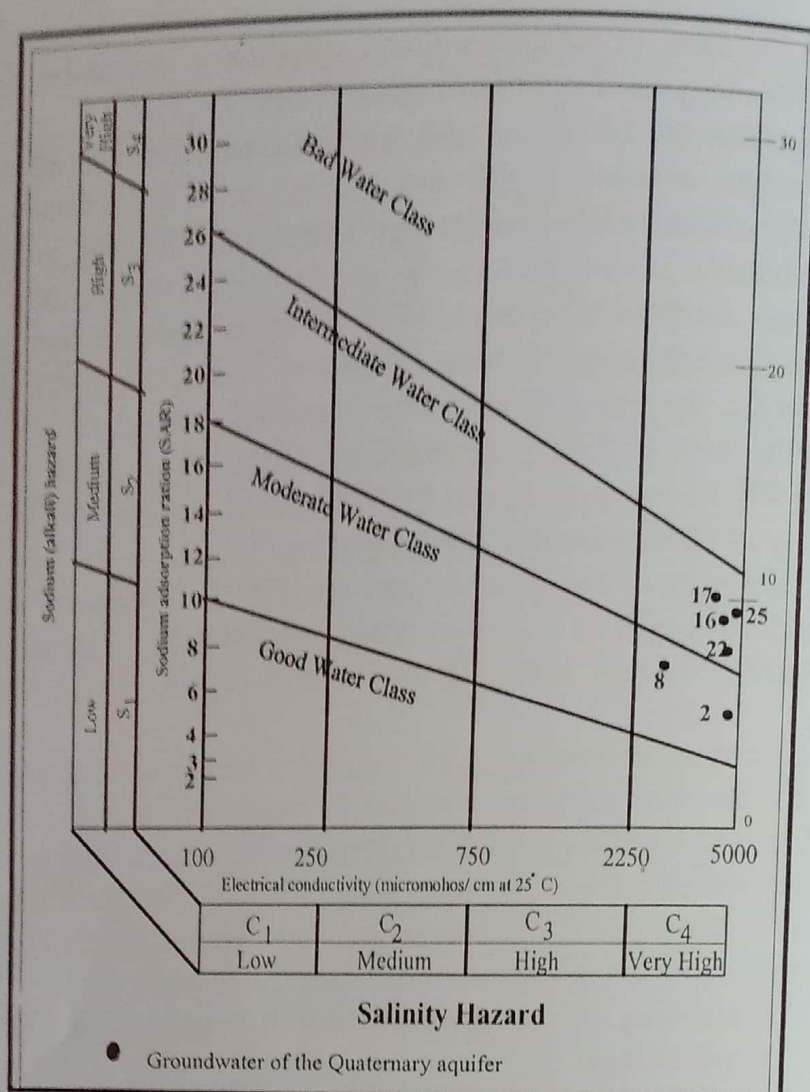 Very High
S4
High
S3
Medium
S2
Low
S1
Sodium (alkali) hazard
Sodium adsorption ration (SAR)
30
28
26
24
22
20
18
16
14
12
10
8
6
4
3
2
Bad Water Class
Intermediate Water Class
Moderate Water Class
Good Water Class
30
20
10
0
17
16
25
22
8
2
100 250 750 2250 5000
Electrical conductivity (micromohos/ cm at 25° C)
C1 C2 C3 C4
Low Medium High Very High
Salinity Hazard
Groundwater of the Quaternary aquifer